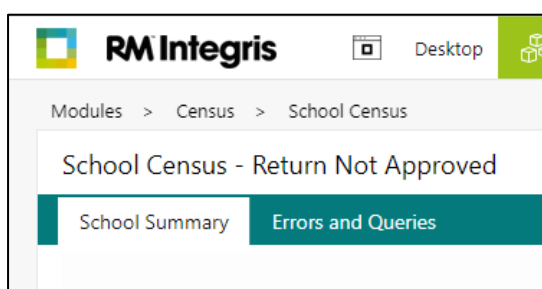 RM Integris Desktop
Modules > Census > School Census
School Census - Return Not Approved
School Summary Errors and Queries